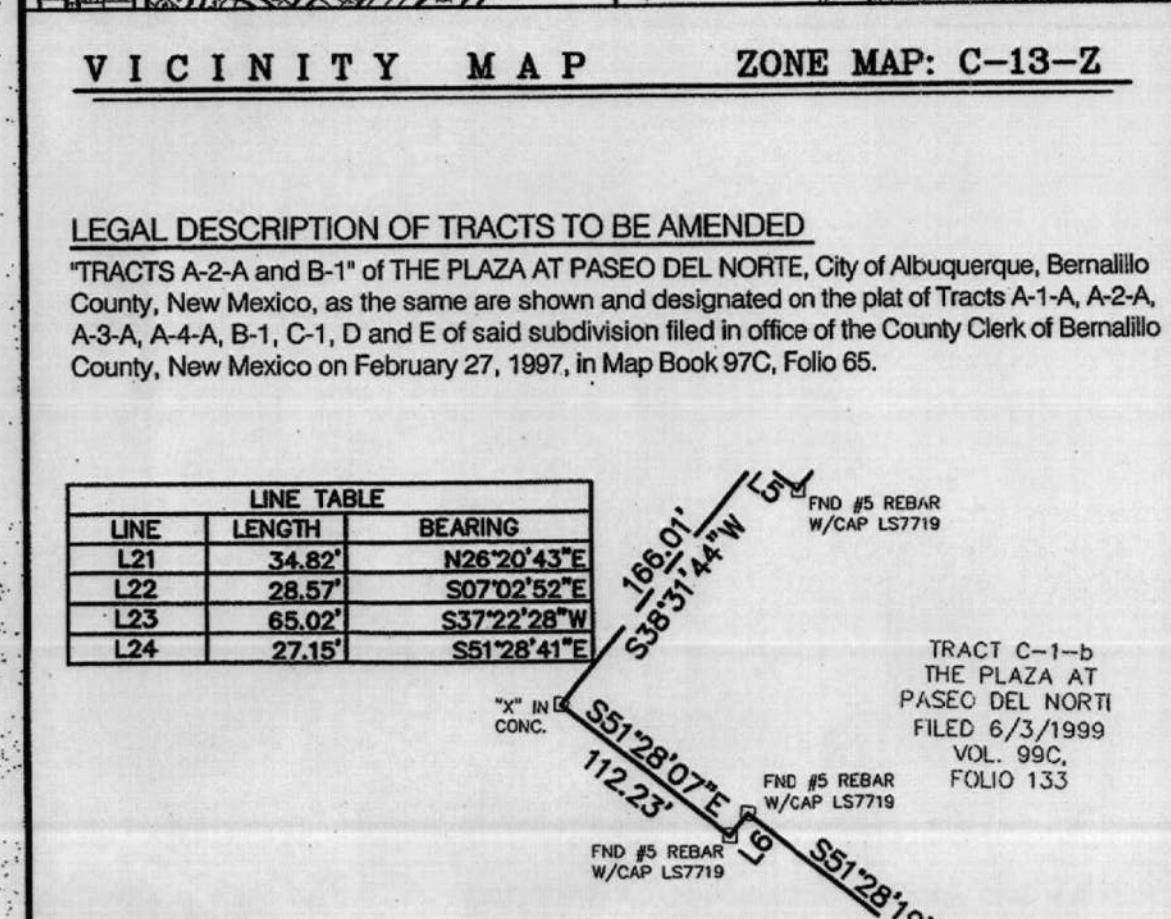 VICINITY MAP ZONE MAP: C-13-Z
LEGAL DESCRIPTION OF TRACTS TO BE AMENDED
"TRACTS A-2-A and B-1" of THE PLAZA AT PASEO DEL NORTE, City of Albuquerque, Bernalillo
County, New Mexico, as the same are shown and designated on the plat of Tracts A-1-A, A-2-A,
A-3-A, A-4-A, B-1, C-1, D and E of said subdivision filed in office of the County Clerk of Bernalillo
County, New Mexico on February 27, 1997, in Map Book 97C, Folio 65.
LINE TABLE
LINE LENGTH BEARING
L21 34.82' N26°20'43"E
L22 28.57' S07°02'52"E
L23 65.02' S37°22'28"W
L24 27.15' S51°28'41"E
L5
FND #5 REBAR
W/CAP LS7719
166.01'
S38°31'44"W
TRACT C-1-b
THE PLAZA AT
PASEO DEL NORTI
FILED 6/3/1999
VOL. 99C,
FOLIO 133
"X" IN
CONC.
S51°28'07"E
112.23'
FND #5 REBAR
W/CAP LS7719
FND #5 REBAR
W/CAP LS7719
L6